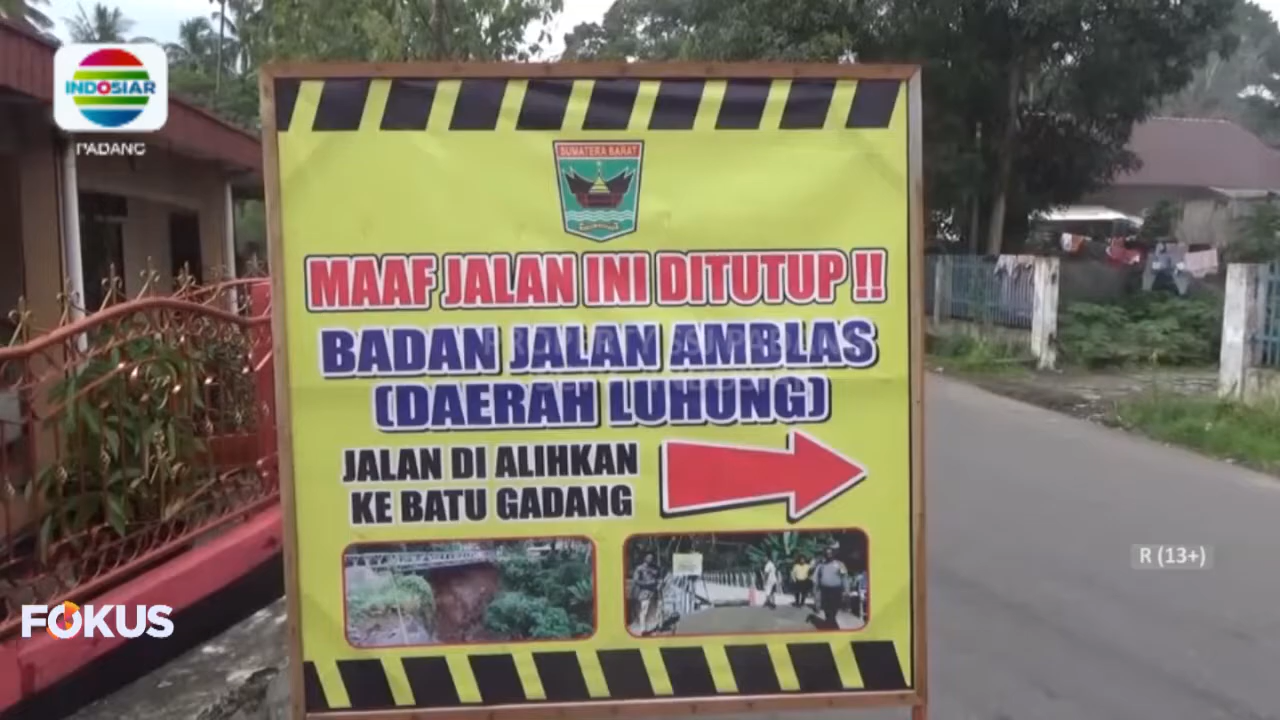 INDOSIAR
PADANG
SUMATERA BARAT
MAAF JALAN INI DITUTUP !!
BADAN JALAN AMBLAS
(DAERAH LUHUNG)
JALAN DI ALIHKAN
KE BATU GADANG
R (13+)
FOKUS